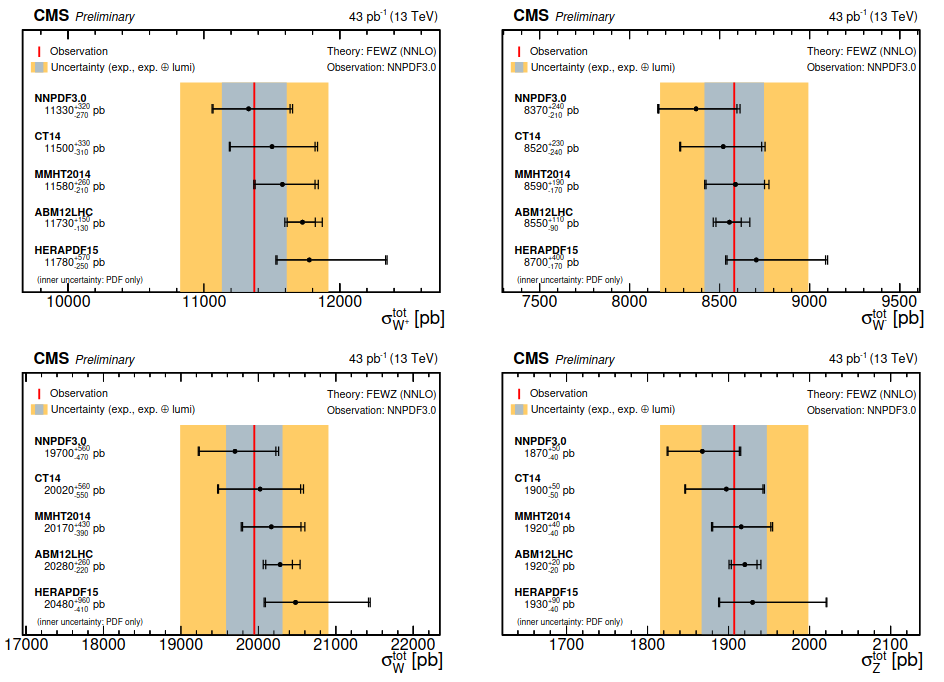 CMS Preliminary 43 pb⁻¹ (13 TeV)
Observation Theory: FEWZ (NNLO)
Uncertainty (exp., exp. ⊕ lumi) Observation: NNPDF3.0
NNPDF3.0
11330 +320 -270 pb
CT14
11500 +330 -310 pb
MMHT2014
11580 +260 -210 pb
ABM12LHC
11730 +150 -130 pb
HERAPDF15
11780 +570 -250 pb
(inner uncertainty: PDF only)
10000 11000 12000
σ tot W⁺ [pb]
CMS Preliminary 43 pb⁻¹ (13 TeV)
Observation Theory: FEWZ (NNLO)
Uncertainty (exp., exp. ⊕ lumi) Observation: NNPDF3.0
NNPDF3.0
8370 +240 -210 pb
CT14
8520 +230 -240 pb
MMHT2014
8590 +190 -170 pb
ABM12LHC
8550 +110 -90 pb
HERAPDF15
8700 +400 -170 pb
(inner uncertainty: PDF only)
7500 8000 8500 9000 9500
σ tot W⁻ [pb]
CMS Preliminary 43 pb⁻¹ (13 TeV)
Observation Theory: FEWZ (NNLO)
Uncertainty (exp., exp. ⊕ lumi) Observation: NNPDF3.0
NNPDF3.0
19700 +560 -470 pb
CT14
20020 +560 -550 pb
MMHT2014
20170 +430 -390 pb
ABM12LHC
20280 +260 -220 pb
HERAPDF15
20480 +960 -410 pb
(inner uncertainty: PDF only)
17000 18000 19000 20000 21000 22000
σ tot W [pb]
CMS Preliminary 43 pb⁻¹ (13 TeV)
Observation Theory: FEWZ (NNLO)
Uncertainty (exp., exp. ⊕ lumi) Observation: NNPDF3.0
NNPDF3.0
1870 +50 -40 pb
CT14
1900 +50 -50 pb
MMHT2014
1920 +40 -40 pb
ABM12LHC
1920 +20 -20 pb
HERAPDF15
1930 +90 -40 pb
(inner uncertainty: PDF only)
1700 1800 1900 2000 2100
σ tot Z [pb]